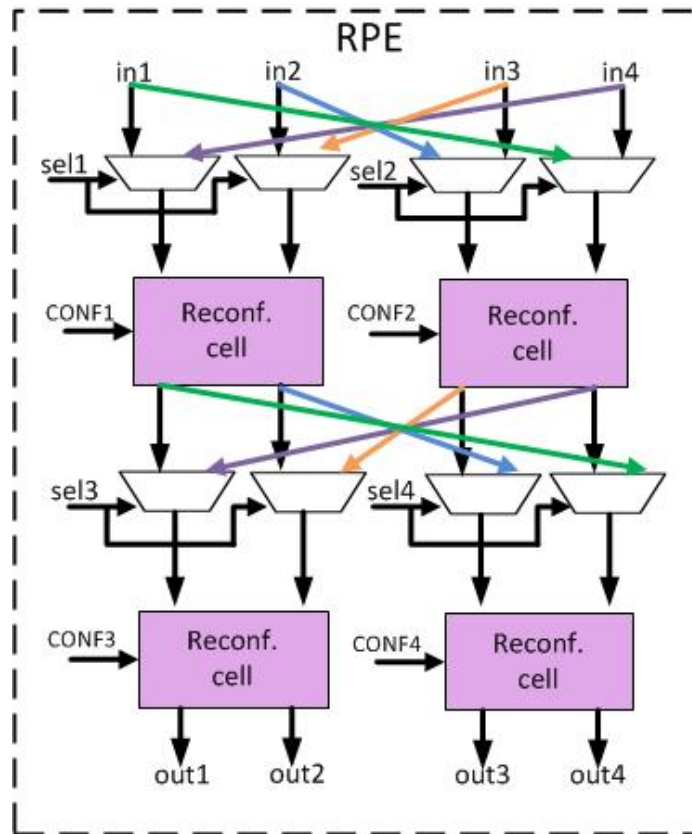 RPE
in1 in2 in3 in4
sel1 sel2
CONF1 Reconf. cell CONF2 Reconf. cell
sel3 sel4
CONF3 Reconf. cell CONF4 Reconf. cell
out1 out2 out3 out4